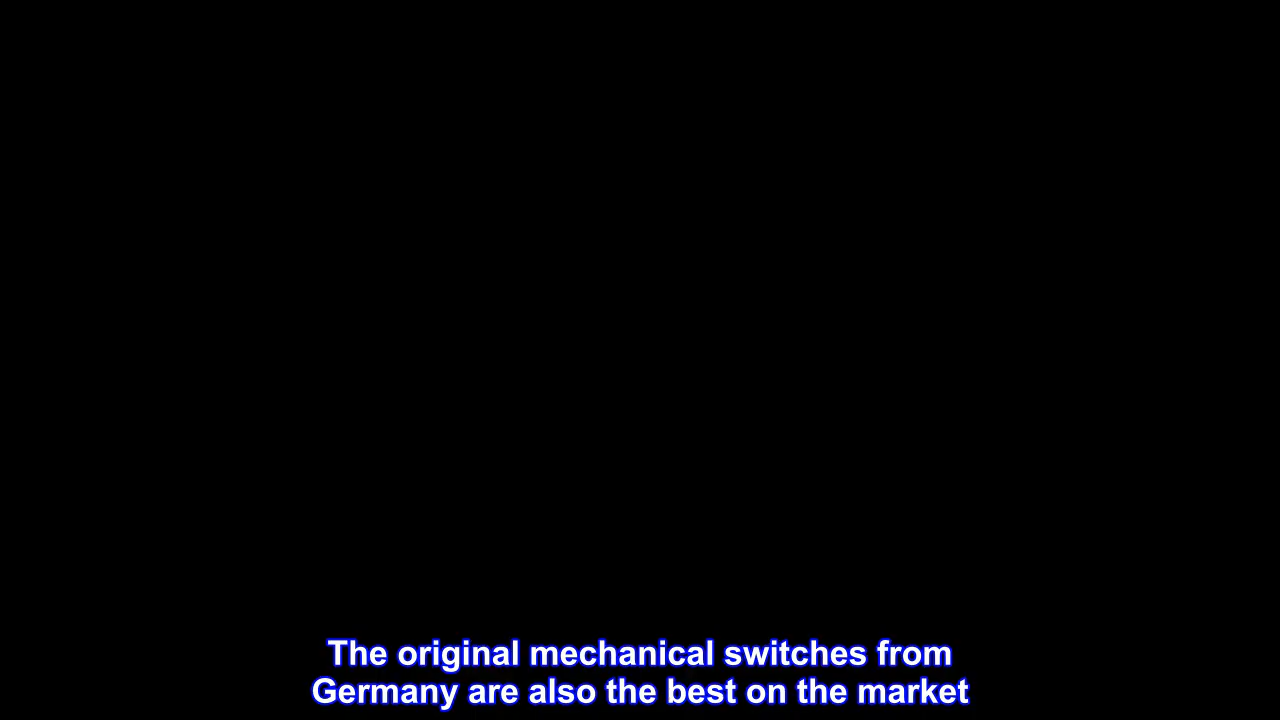 The original mechanical switches from
Germany are also the best on the market